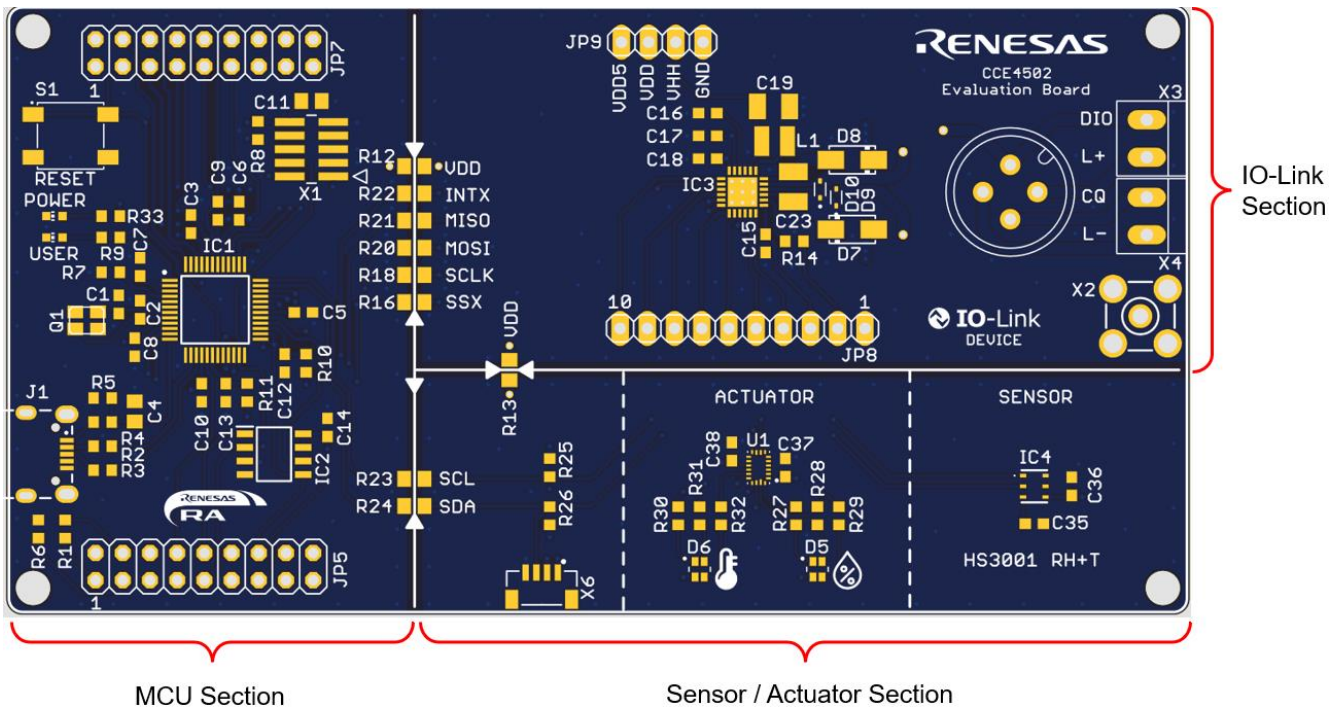 JP7
S1
1
C11
R8
X1
RESET
POWER
USER
R33
R9
C7
R7
C1
Q1
C2
C8
C3
C9
C6
IC1
C5
R10
C12
R11
C13
C10
IC2
C14
J1
R5
C4
R4
R2
R3
R6
R1
RENESAS
RA
JP5
1
R12
VDD
R22
INTX
R21
MISO
R20
MOSI
R18
SCLK
R16
SSX
R23
SCL
R24
SDA
JP9
VDD5
VDD
VHH
GND
C16
C17
C18
C19
L1
D8
IC3
D10
D9
C23
D7
C15
R14
10
1
JP8
RENESAS
CCE4502
Evaluation Board
X3
DIO
L+
CQ
L-
X4
X2
IO-Link
DEVICE
VDD
R13
R25
R26
X6
ACTUATOR
C38
U1
C37
R30
R31
R32
R27
R28
R29
D6
D5
%
SENSOR
IC4
C36
C35
HS3001 RH+T
IO-Link
Section
MCU Section
Sensor / Actuator Section